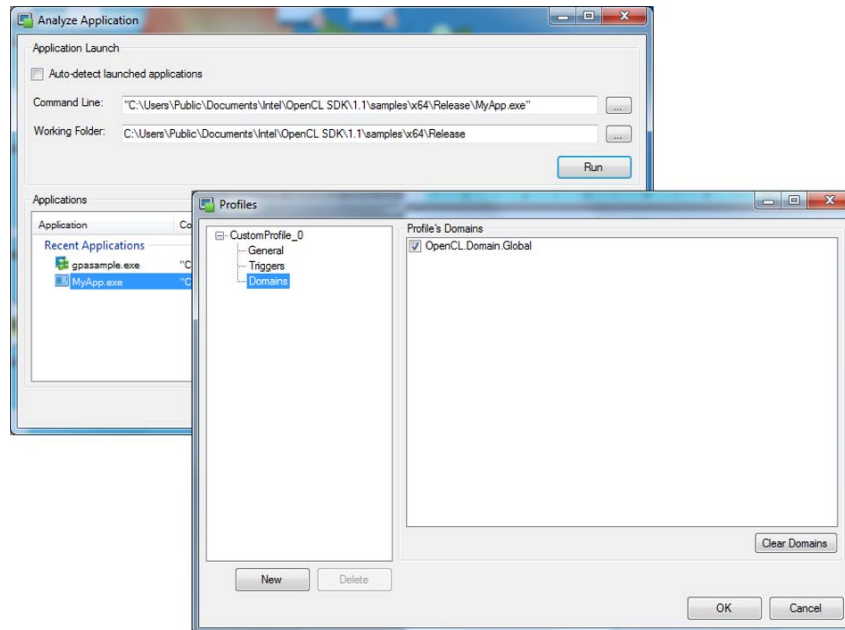 Analyze Application
Application Launch
Auto-detect launched applications
Command Line: "C:\Users\Public\Documents\Intel\OpenCL SDK\1.1\samples\x64\Release\MyApp.exe" ...
Working Folder: C:\Users\Public\Documents\Intel\OpenCL SDK\1.1\samples\x64\Release ...
Run
Applications
Application Co
Recent Applications
gpasample.exe "C
MyApp.exe "C
Profiles
CustomProfile_0
General
Triggers
Domains
New Delete
Profile's Domains
OpenCL.Domain.Global
Clear Domains
OK Cancel